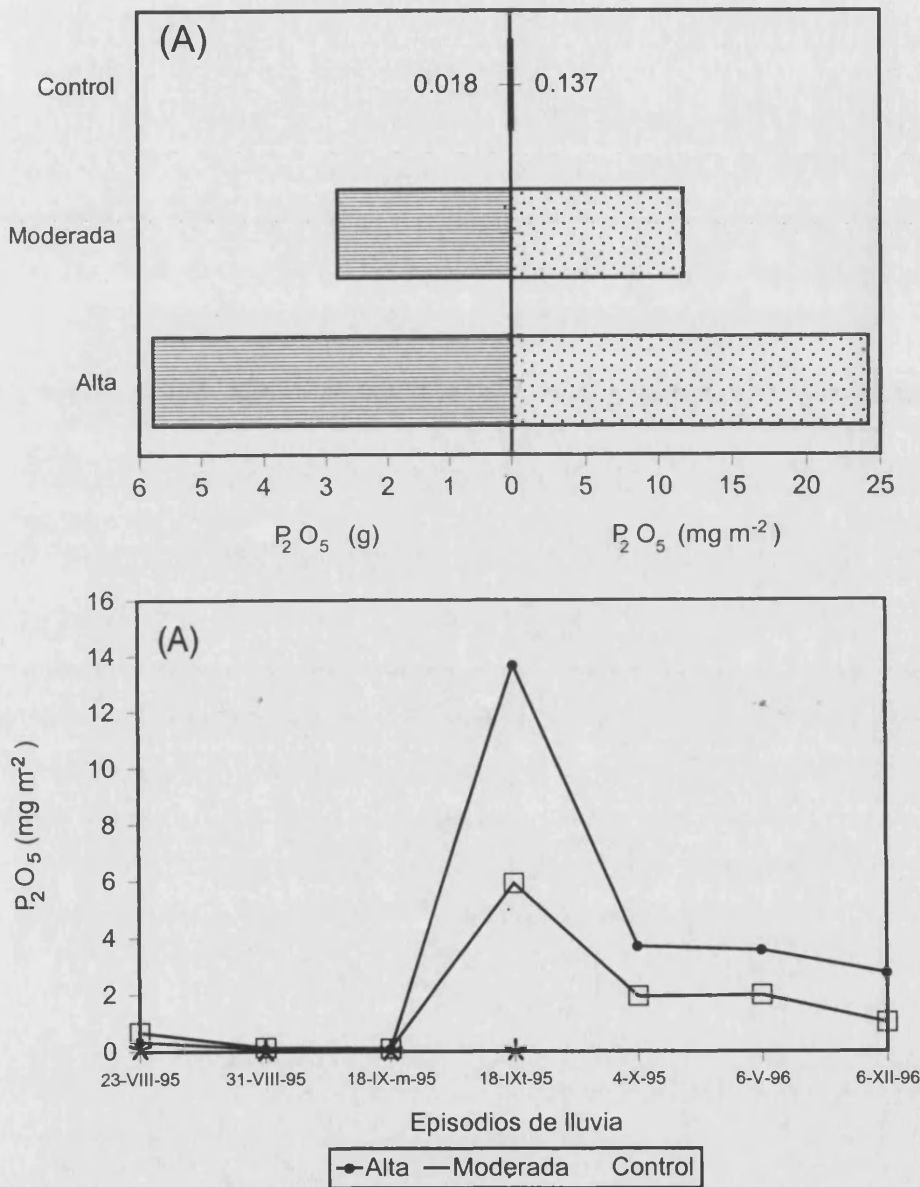 (A)
Control
0.018
0.137
Moderada
Alta
6 5 4 3 2 1 0 5 10 15 20 25
P2O5 (g)
P2O5 (mg m-2)
(A)
16
14
12
10
8
6
4
2
0
P2O5 (mg m-2)
23-VIII-95 31-VIII-95 18-IX-m-95 18-IXt-95 4-X-95 6-V-96 6-XII-96
Episodios de lluvia
Alta Moderada Control